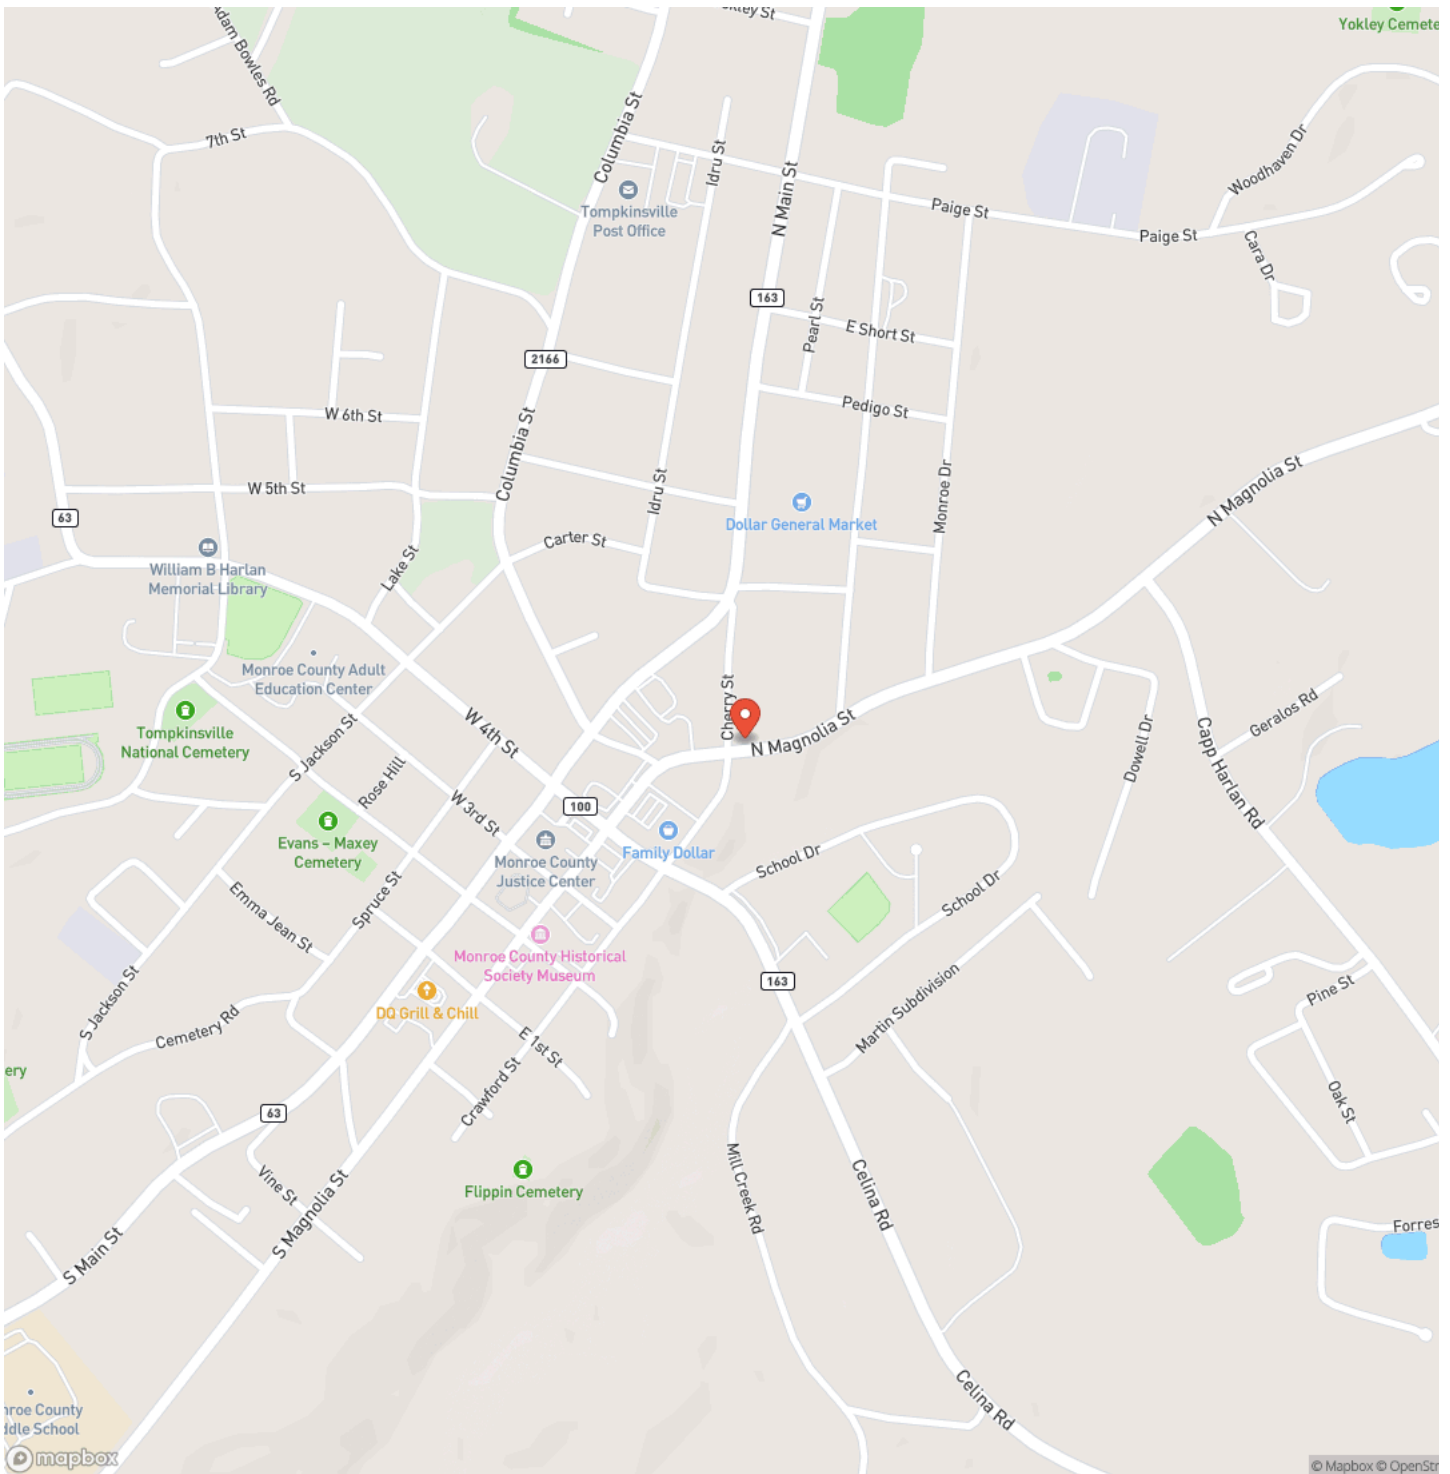 Yokley Cemete
kley St
Adam Bowles Rd
7th St
Columbia St
Idru St
Woodhaven Dr
Tompkinsville
Post Office
N Main St
Paige St
Paige St
Cara Dr
163
Pearl St
E Short St
2166
W 6th St
Pedigo St
Columbia St
N Magnolia St
W 5th St
Idru St
Monroe Dr
63
Dollar General Market
Carter St
Lake St
William B Harlan
Memorial Library
Monroe County Adult
Education Center
Cherry St
Tompkinsville
National Cemetery
S Jackson St
W 4th St
N Magnolia St
Geralos Rd
Dowell Dr
Capp Harlan Rd
Rose Hill
W 3rd St
100
Evans – Maxey
Cemetery
Monroe County
Justice Center
Family Dollar
School Dr
School Dr
Emma Jean St
Spruce St
Monroe County Historical
Society Museum
163
S Jackson St
DQ Grill & Chill
Martin Subdivision
Pine St
Cemetery Rd
E 1st St
ery
Crawford St
Oak St
63
Vine St
Flippin Cemetery
Mill Creek Rd
Celina Rd
S Magnolia St
Forres
S Main St
Celina Rd
nroe County
ddle School
mapbox
© Mapbox © OpenStr